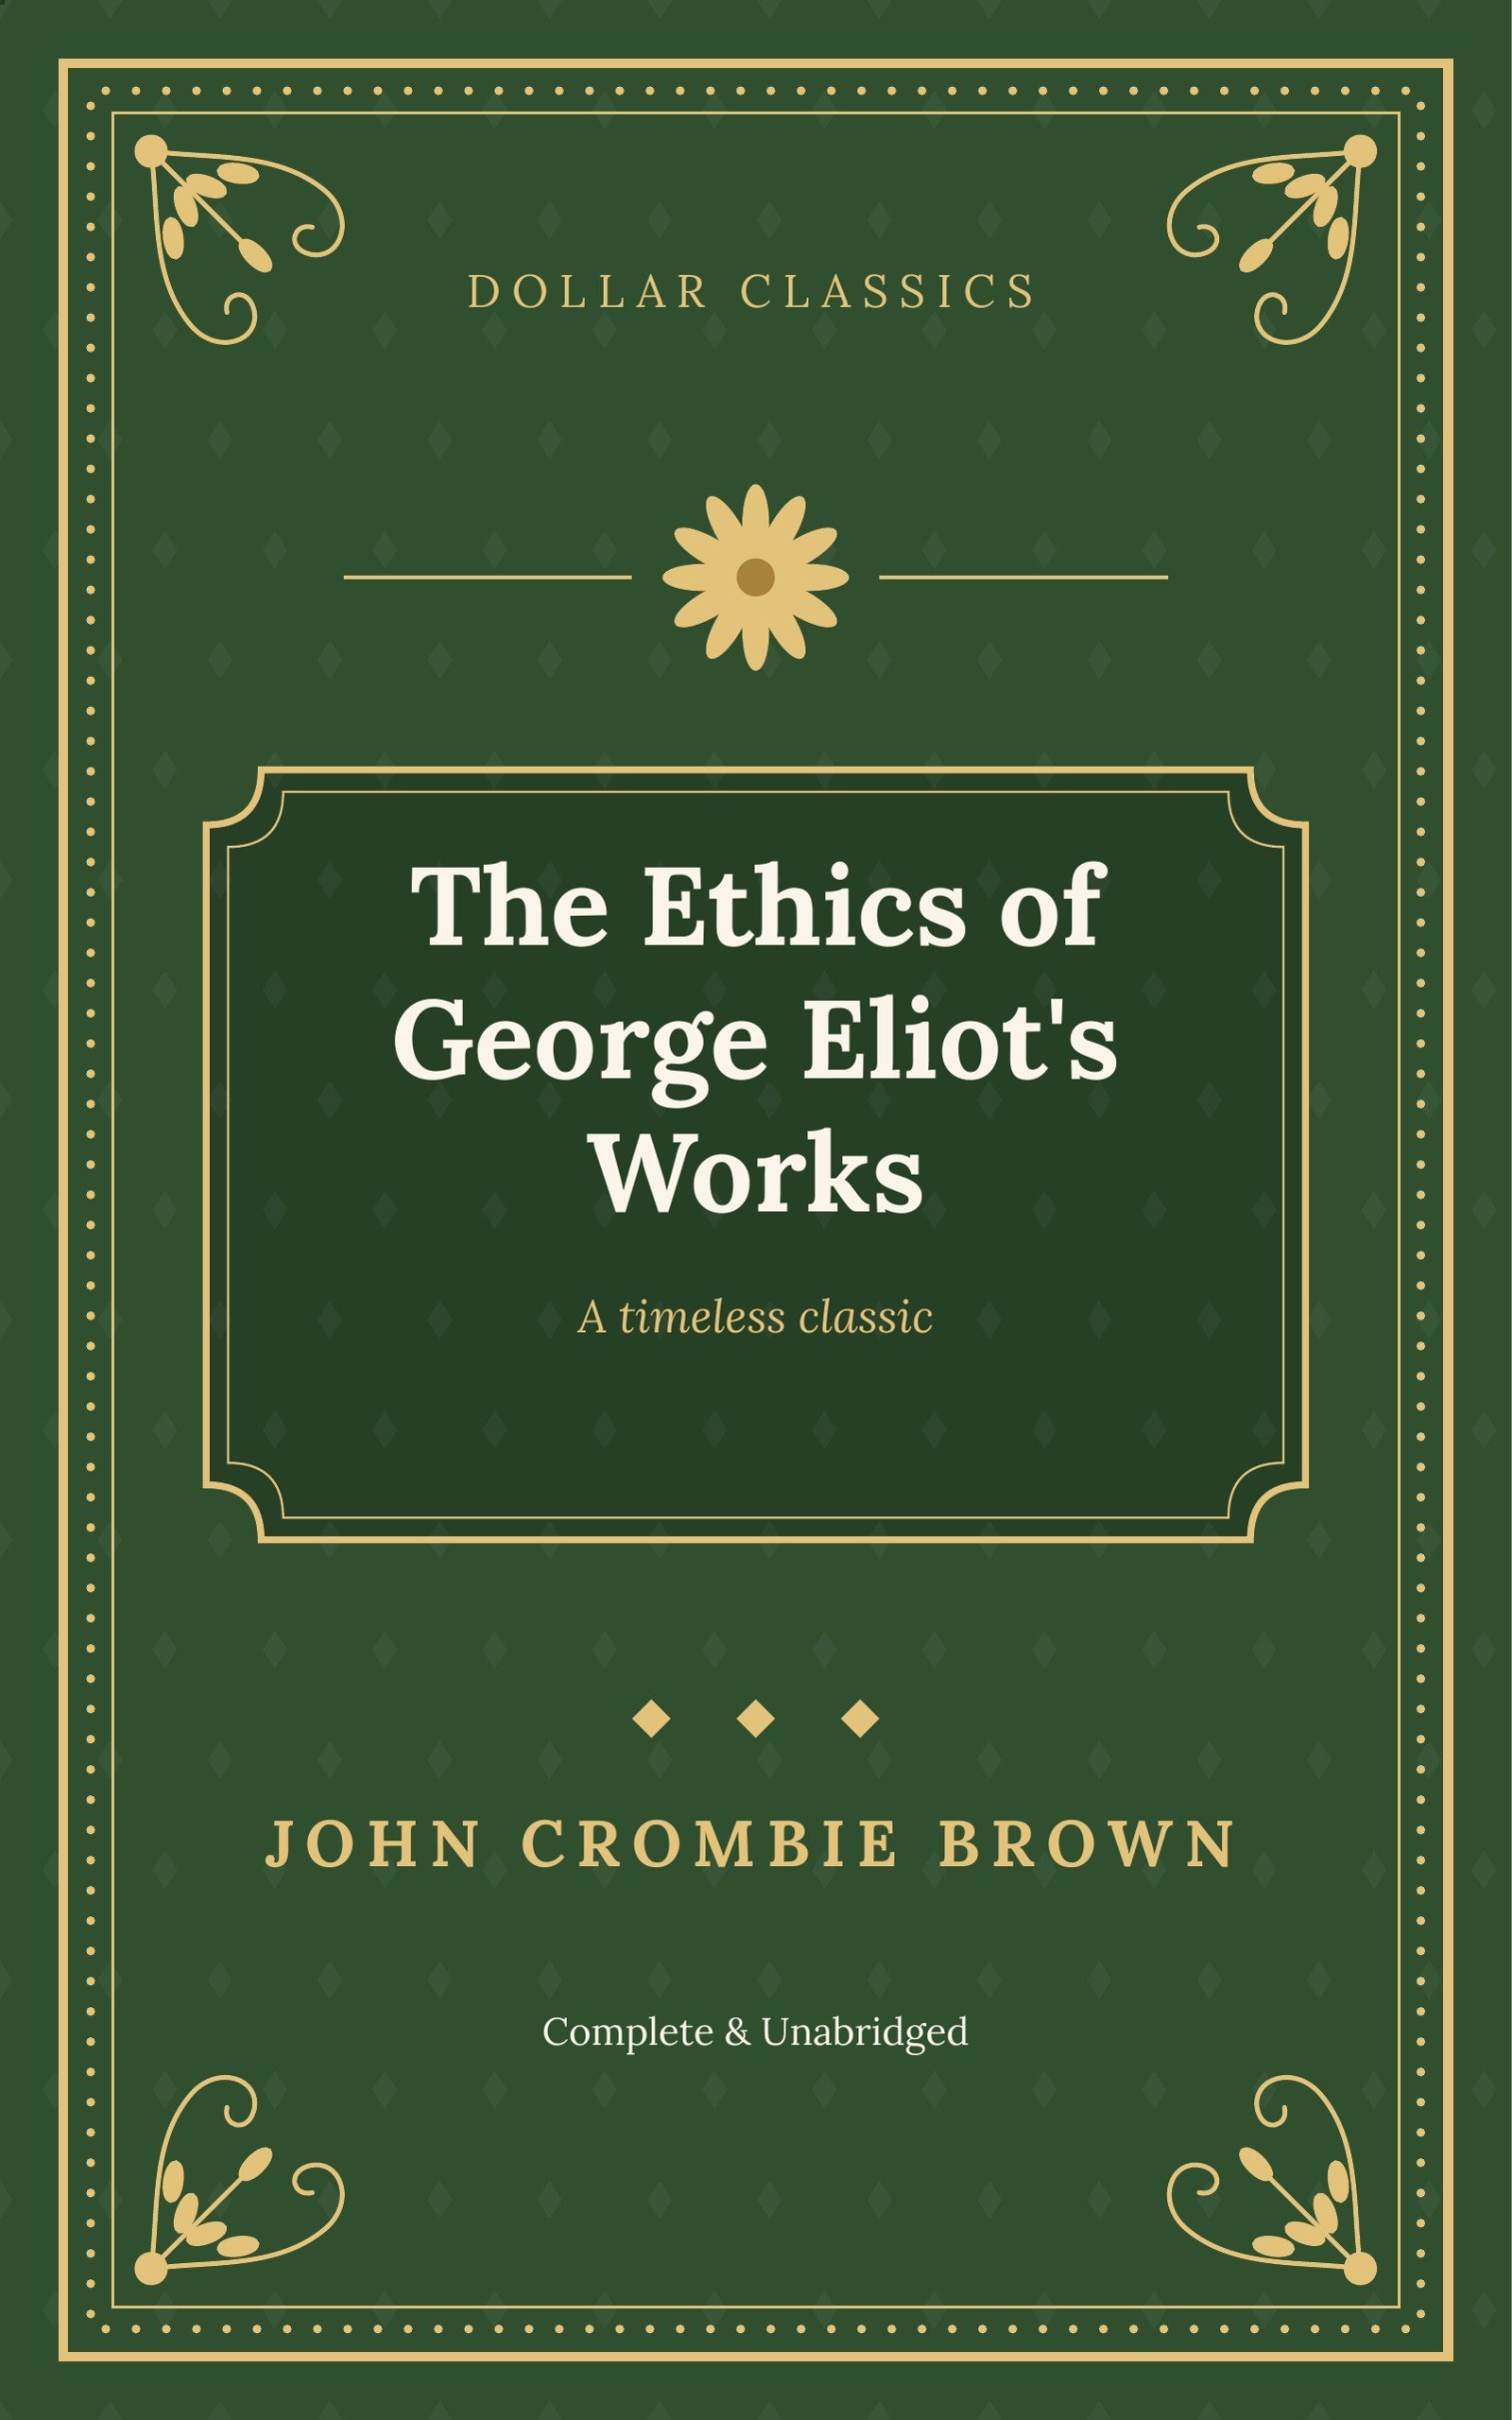 DOLLAR CLASSICS
The Ethics of
George Eliot's
Works
A timeless classic
JOHN CROMBIE BROWN
Complete & Unabridged